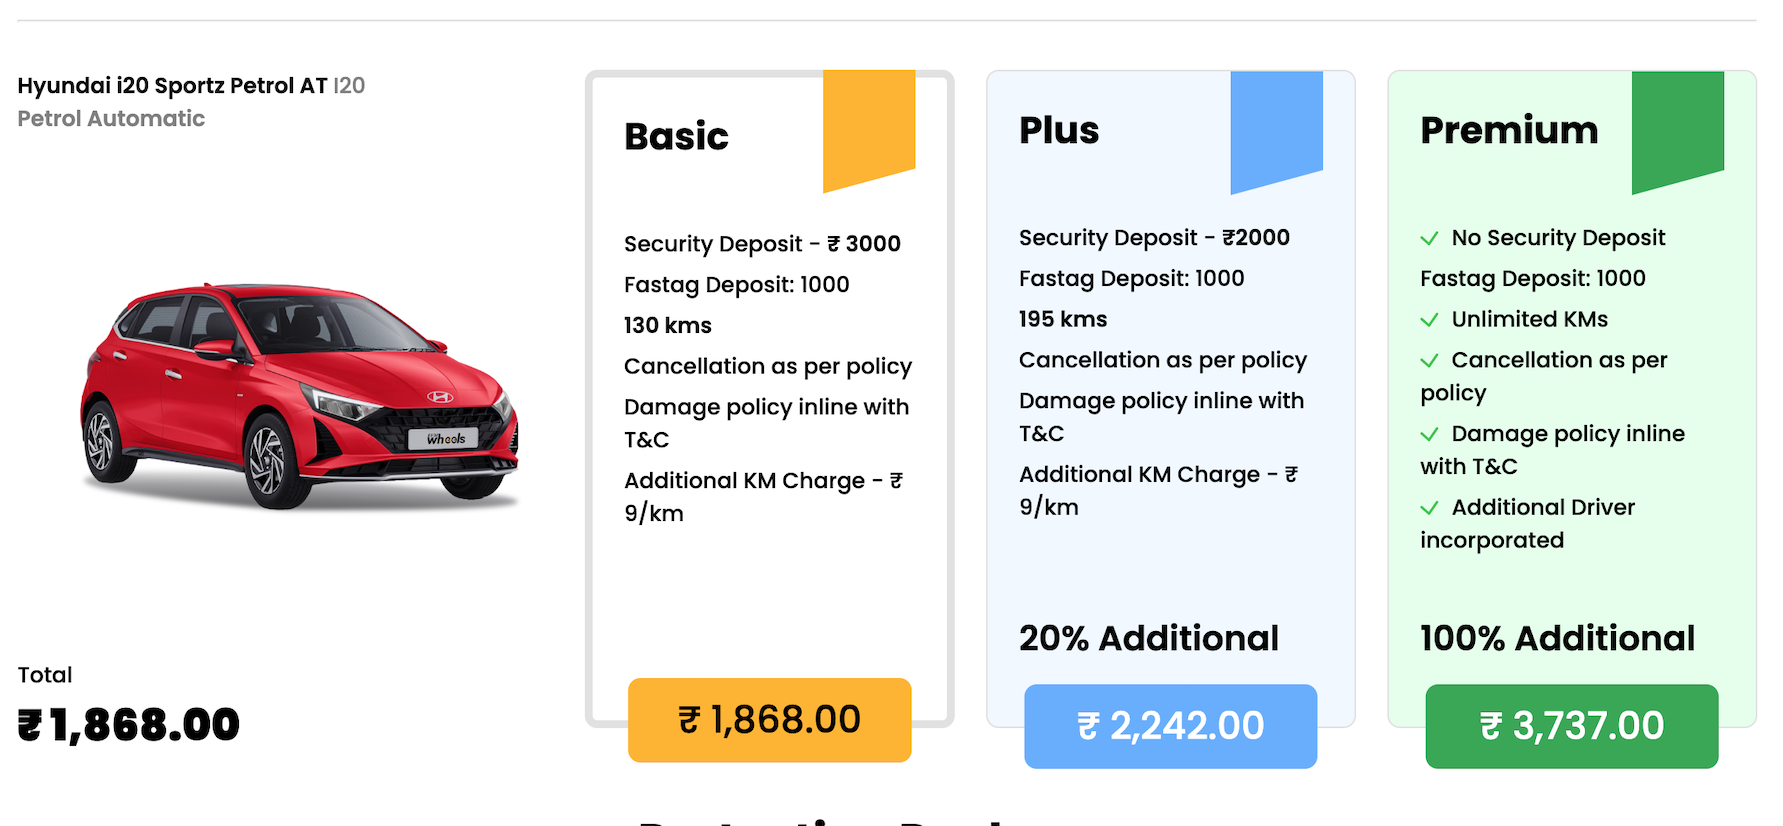 Hyundai i20 Sportz Petrol AT I20
Petrol Automatic
wheels
Total
₹ 1,868.00
Basic
Security Deposit - ₹ 3000
Fastag Deposit: 1000
130 kms
Cancellation as per policy
Damage policy inline with
T&C
Additional KM Charge - ₹
9/km
₹ 1,868.00
Plus
Security Deposit - ₹2000
Fastag Deposit: 1000
195 kms
Cancellation as per policy
Damage policy inline with
T&C
Additional KM Charge - ₹
9/km
20% Additional
₹ 2,242.00
Premium
No Security Deposit
Fastag Deposit: 1000
Unlimited KMs
Cancellation as per
policy
Damage policy inline
with T&C
Additional Driver
incorporated
100% Additional
₹ 3,737.00